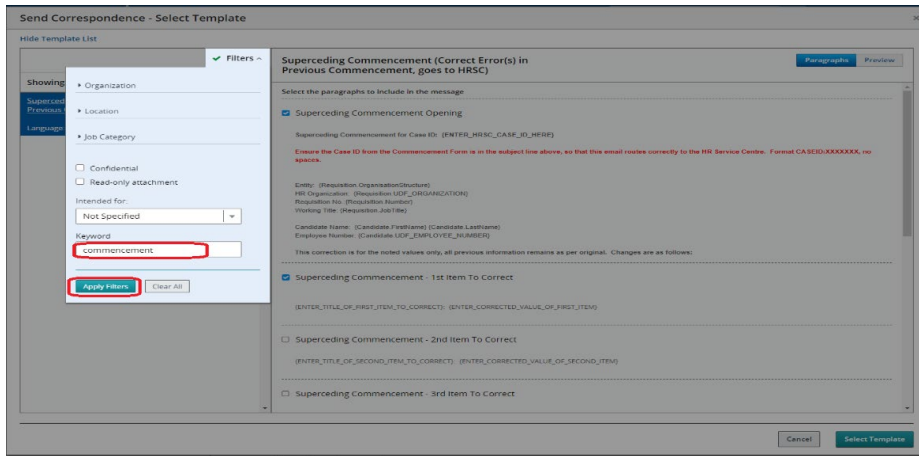 Send Correspondence - Select Template
Hide Template List
Filters
Showing
Superced
Previous
Language:
Organization
Location
Job Category
Confidential
Read-only attachment
Intended for:
Not Specified
Keyword
commencement
Apply Filters
Clear All
Superceding Commencement (Correct Error(s) in
Previous Commencement, goes to HRSC)
Paragraphs
Preview
Select the paragraphs to include in the message
Superceding Commencement Opening
Superceding Commencement for Case ID: {ENTER_HRSC_CASE_ID_HERE}
Ensure the Case ID from the Commencement Form is in the subject line above, so that this email routes correctly to the HR Service Centre. Format CASEID:XXXXXXX, no
spaces.
Entity: {Requisition.OrganisationStructure}
HR Organization: {Requisition.UDF_ORGANIZATION}
Requisition No: {Requisition.Number}
Working Title: {Requisition.JobTitle}
Candidate Name: {Candidate.FirstName} {Candidate.LastName}
Employee Number: {Candidate.UDF_EMPLOYEE_NUMBER}
This correction is for the noted values only, all previous information remains as per original. Changes are as follows:
Superceding Commencement - 1st Item To Correct
{ENTER_TITLE_OF_FIRST_ITEM_TO_CORRECT}: {ENTER_CORRECTED_VALUE_OF_FIRST_ITEM}
Superceding Commencement - 2nd Item To Correct
{ENTER_TITLE_OF_SECOND_ITEM_TO_CORRECT}: {ENTER_CORRECTED_VALUE_OF_SECOND_ITEM}
Superceding Commencement - 3rd Item To Correct
Cancel
Select Template